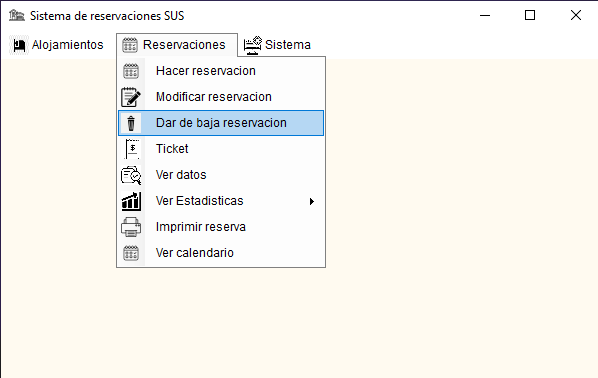 Sistema de reservaciones SUS
Alojamientos Reservaciones Sistema
Hacer reservacion
Modificar reservacion
Dar de baja reservacion
Ticket
Ver datos
Ver Estadisticas
Imprimir reserva
Ver calendario